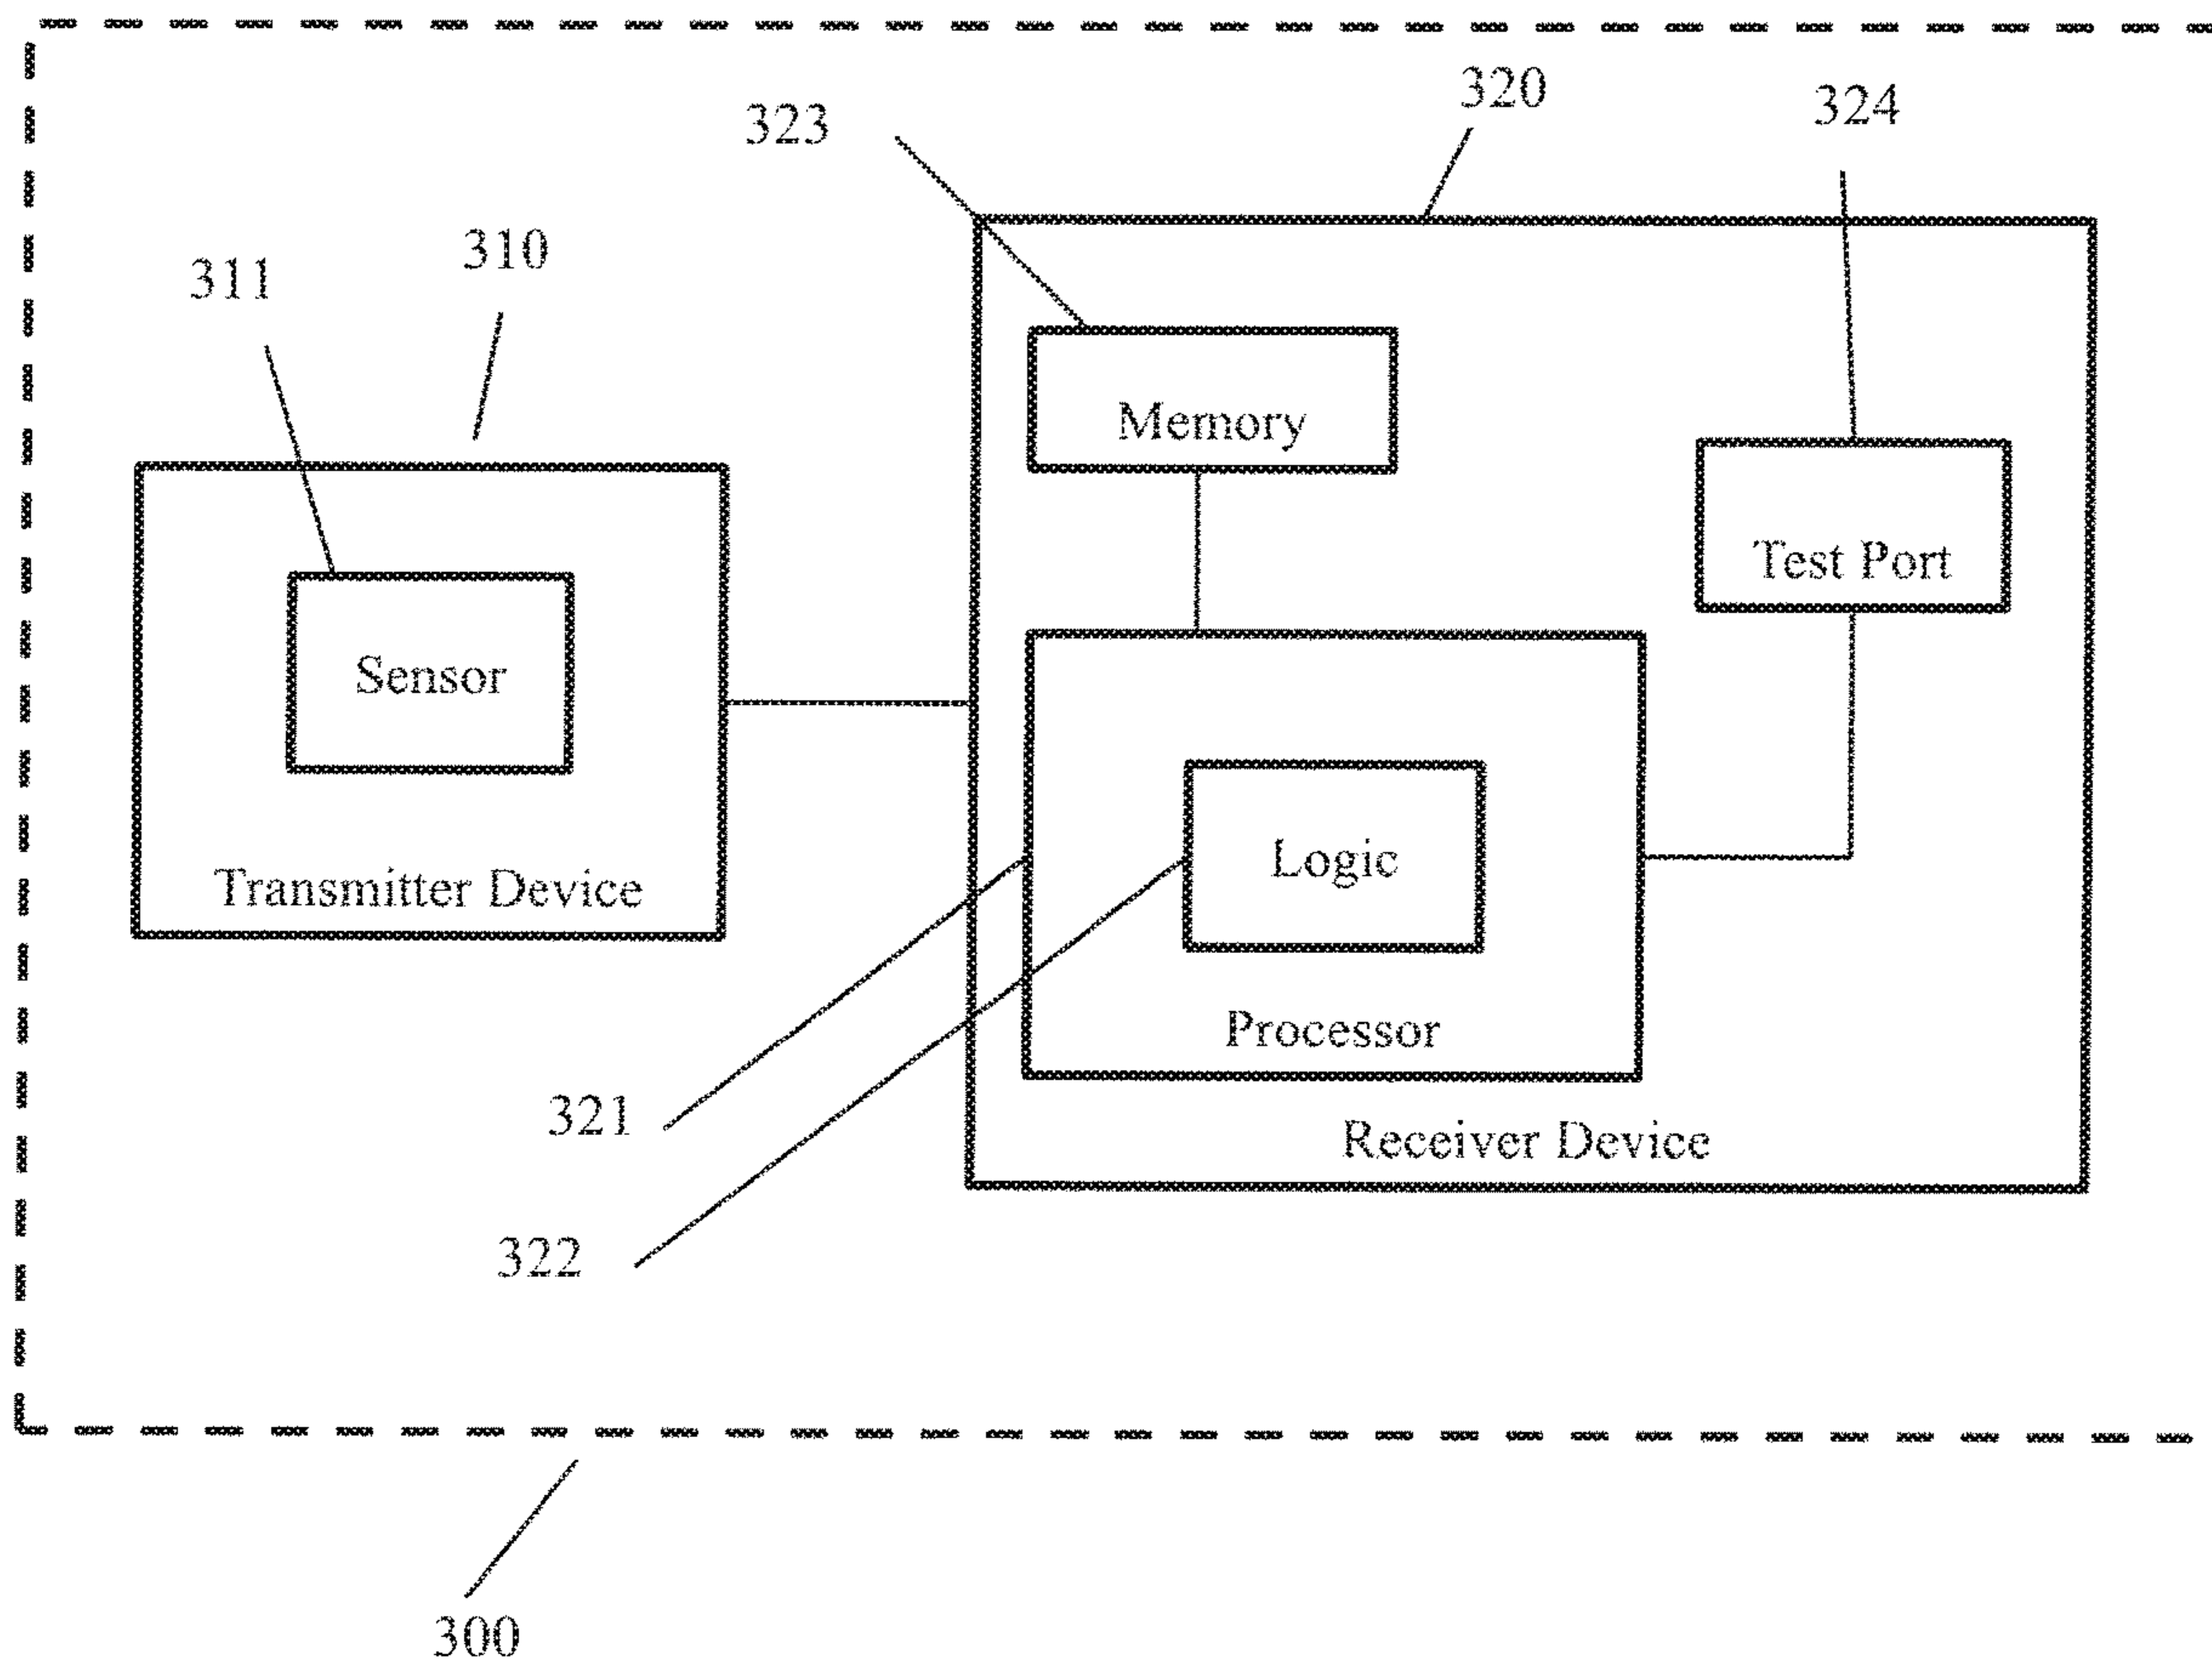 320
324
323
310
311
Memory
Test Port
Sensor
Logic
Transmitter Device
Processor
321
Receiver Device
322
300